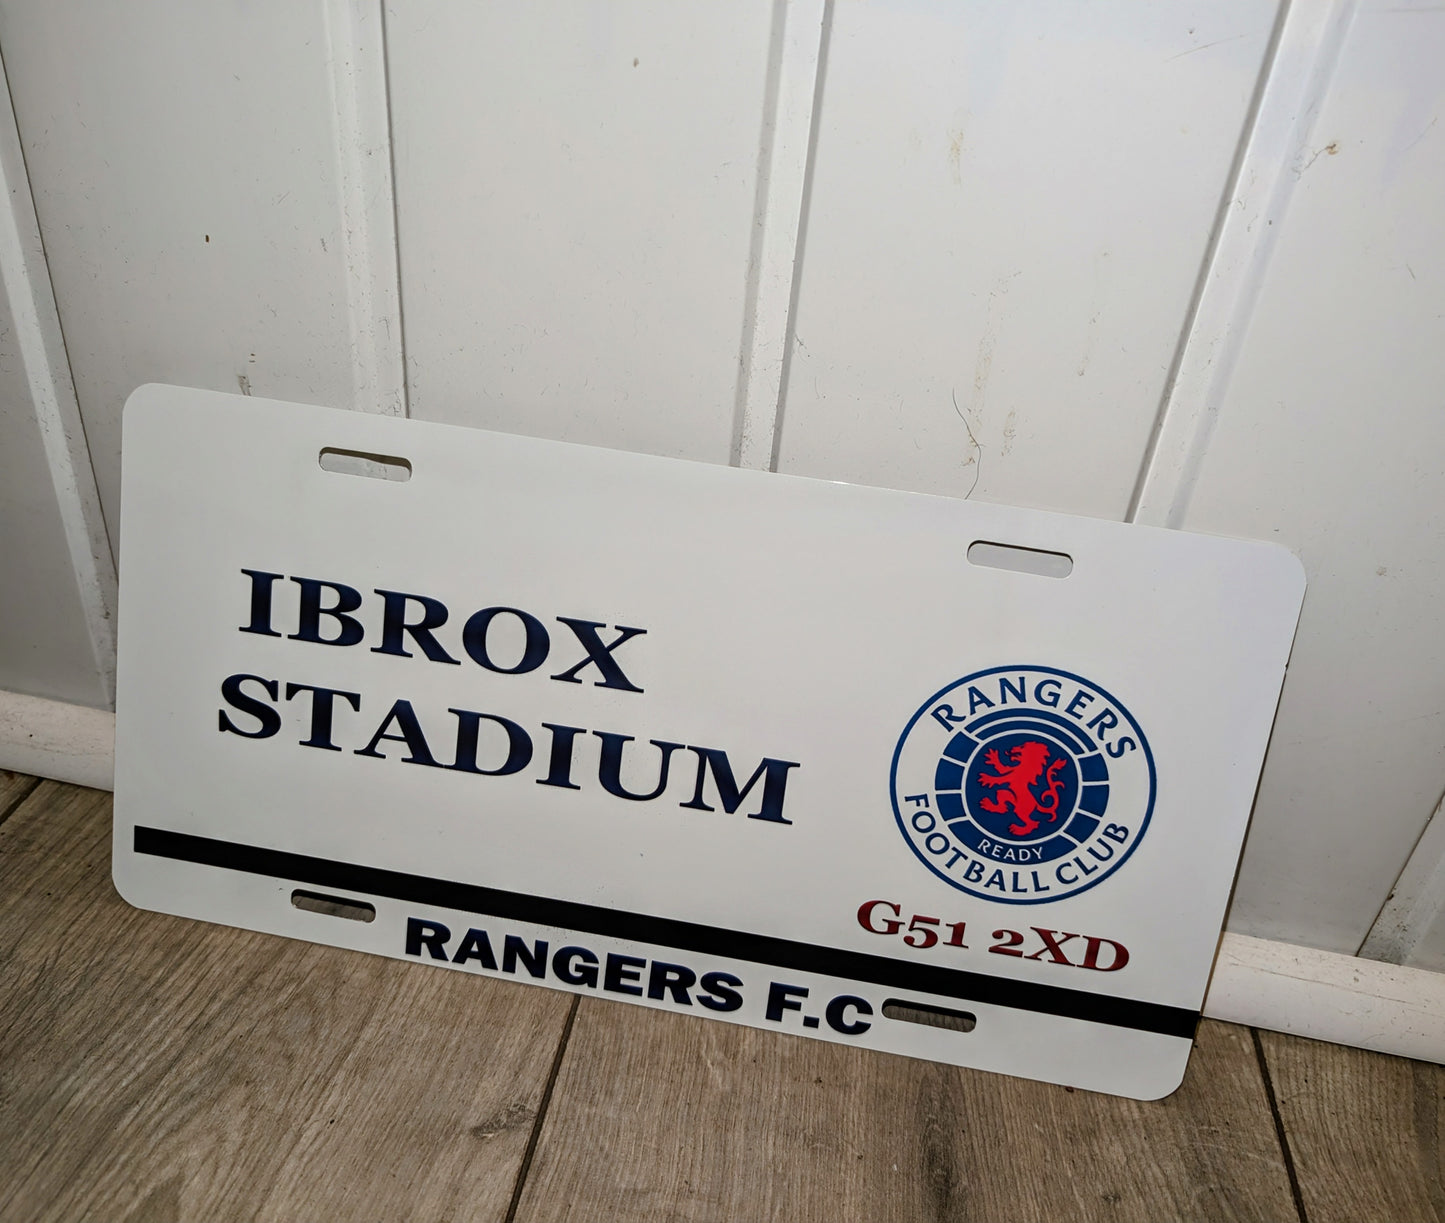 IBROX
STADIUM
RANGERS
READY
FOOTBALL CLUB
G51 2XD
RANGERS F.C